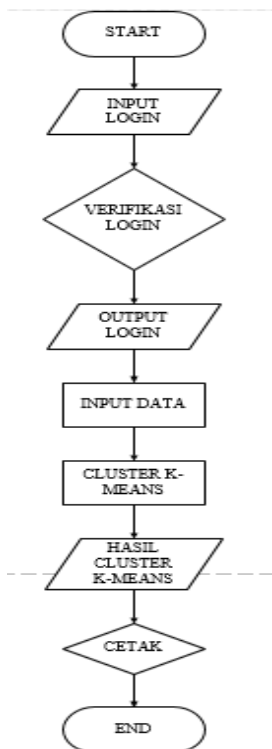 START
INPUT
LOGIN
VERIFIKASI
LOGIN
OUTPUT
LOGIN
INPUT DATA
CLUSTER K-
MEANS
HASIL
CLUSTER
K-MEANS
CETAK
END